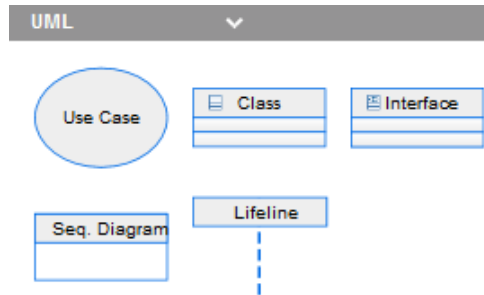 UML
Use Case
Class
Interface
Seq. Diagram
Lifeline